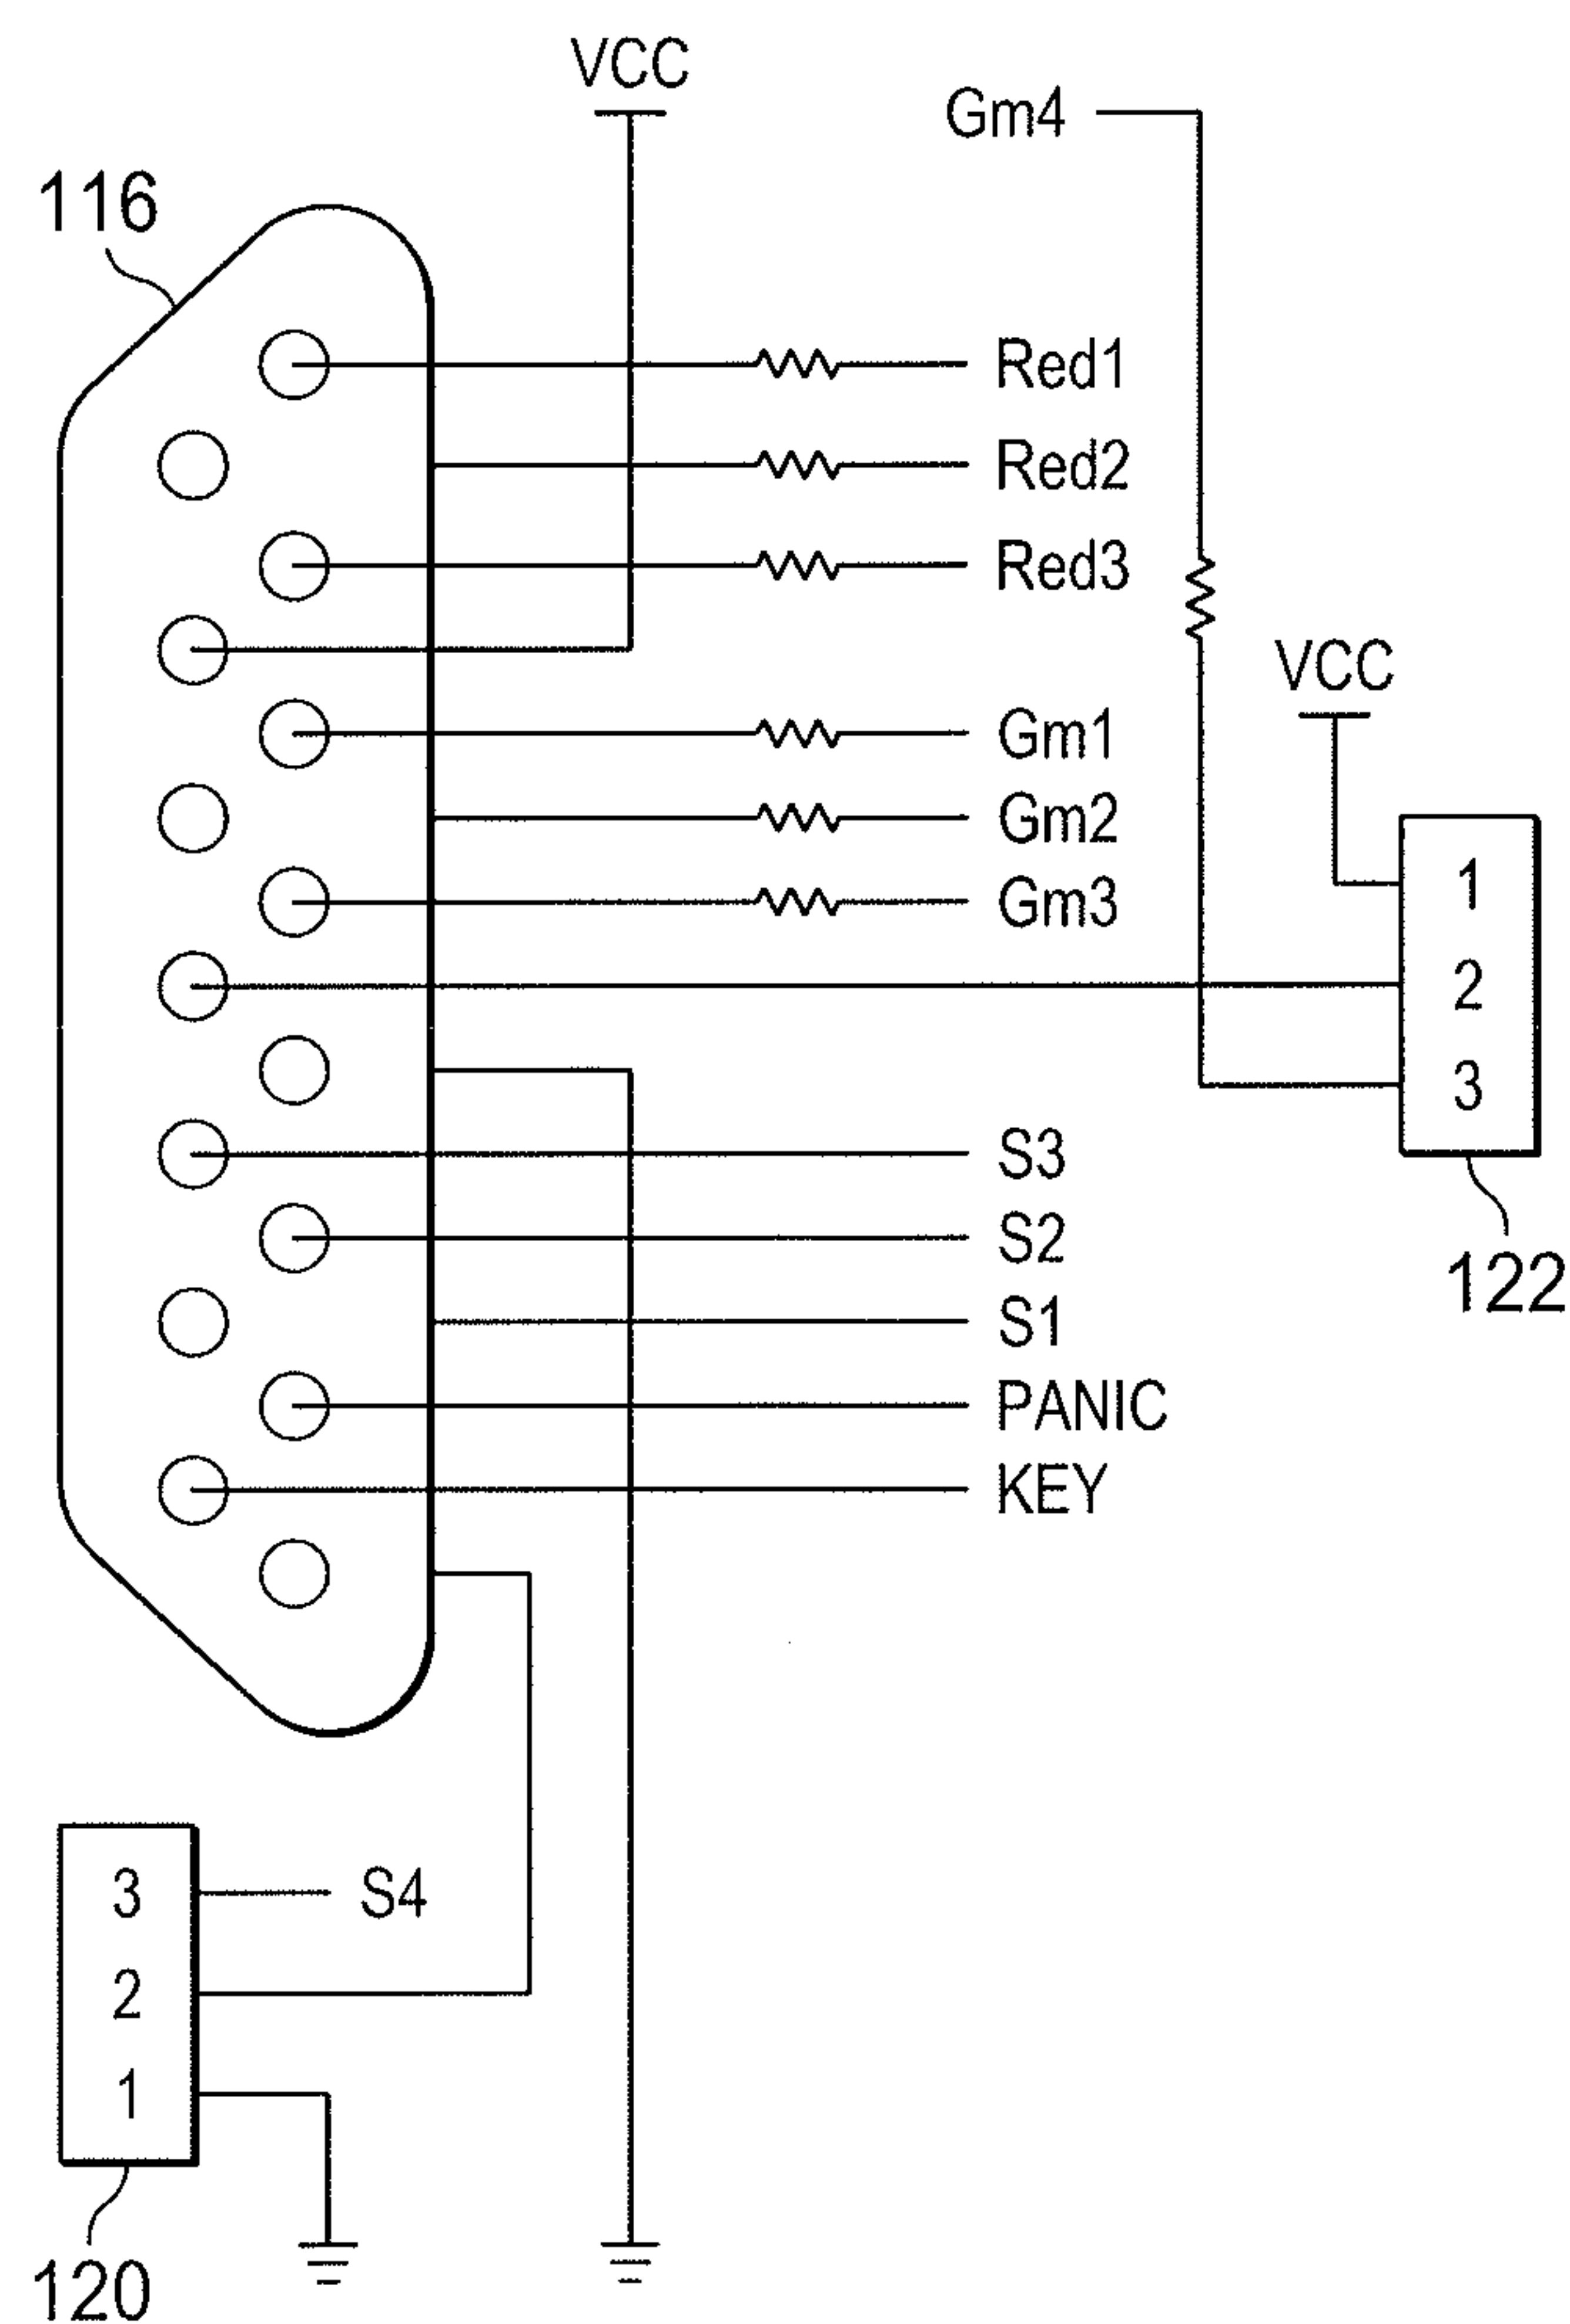 VCC
Gm4
116
Red1
Red2
Red3
VCC
Gm1
Gm2
Gm3
1
2
3
S3
S2
S1
PANIC
KEY
122
3
S4
2
1
120